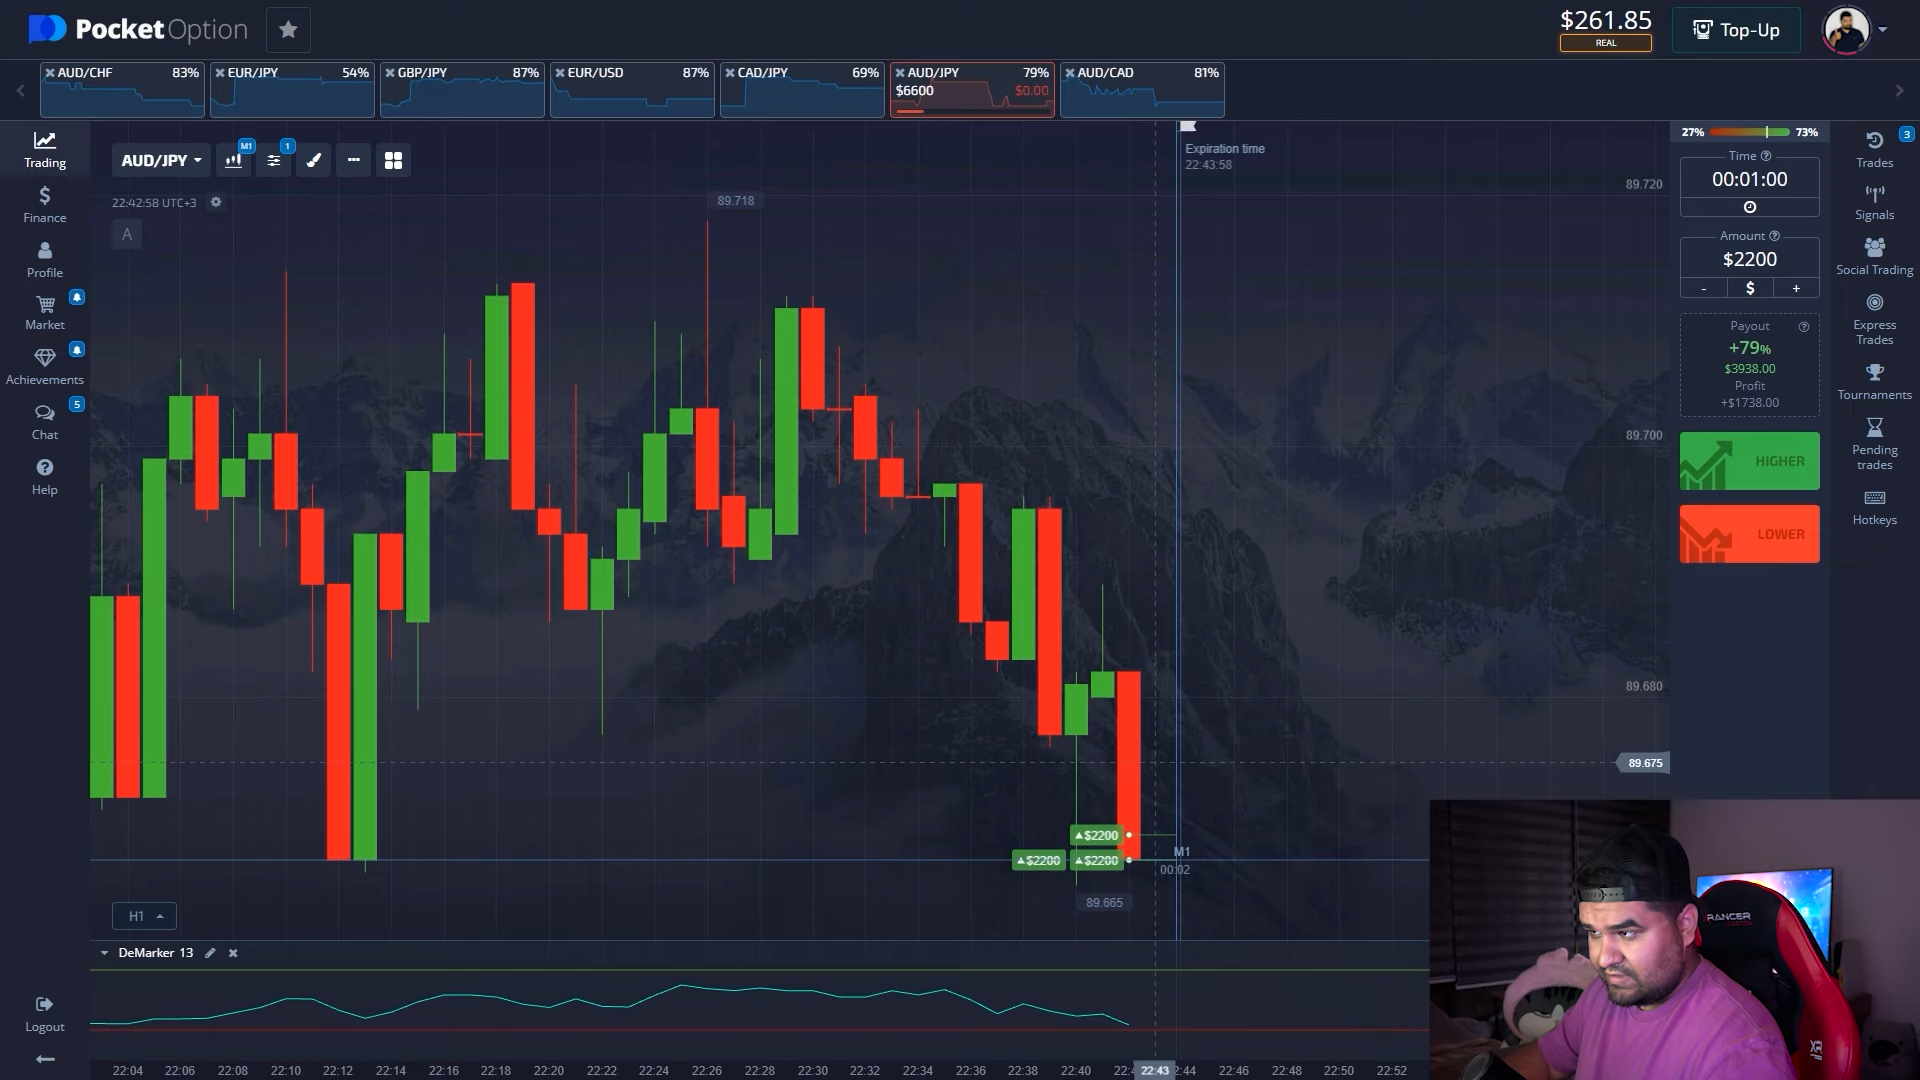 PocketOption
$261.85
REAL
Top-Up
AUD/CHF 83%
EUR/JPY 54%
GBP/JPY 87%
EUR/USD 87%
CAD/JPY 69%
AUD/JPY 79%
$6600 $0.00
AUD/CAD 81%
Trading
Finance
Profile
Market
Achievements
5
Chat
Help
Logout
AUD/JPY
M1
1
22:42:58 UTC+3
A
89.718
Expiration time
22:43:58
89.720
89.700
89.680
89.675
$2200
$2200 $2200
M1
00:02
89.665
H1
DeMarker 13
22:04 22:06 22:08 22:10 22:12 22:14 22:16 22:18 22:20 22:22 22:24 22:26 22:28 22:30 22:32 22:34 22:36 22:38 22:40 22:43 22:46 22:48 22:50 22:52
27% 73%
Time
00:01:00
Amount
$2200
- $ +
Payout
+79%
$3938.00
Profit
+$1738.00
HIGHER
LOWER
3
Trades
Signals
Social Trading
Express
Trades
Tournaments
Pending
trades
Hotkeys
RANCER